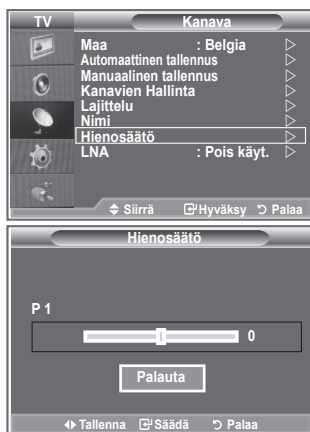 TV Kanava
Maa : Belgia
Automaattinen tallennus
Manuaalinen tallennus
Kanavien Hallinta
Lajittelu
Nimi
Hienosäätö
LNA : Pois käyt.
Siirrä Hyväksy Palaa
Hienosäätö
P 1
0
Palauta
Tallenna Säädä Palaa